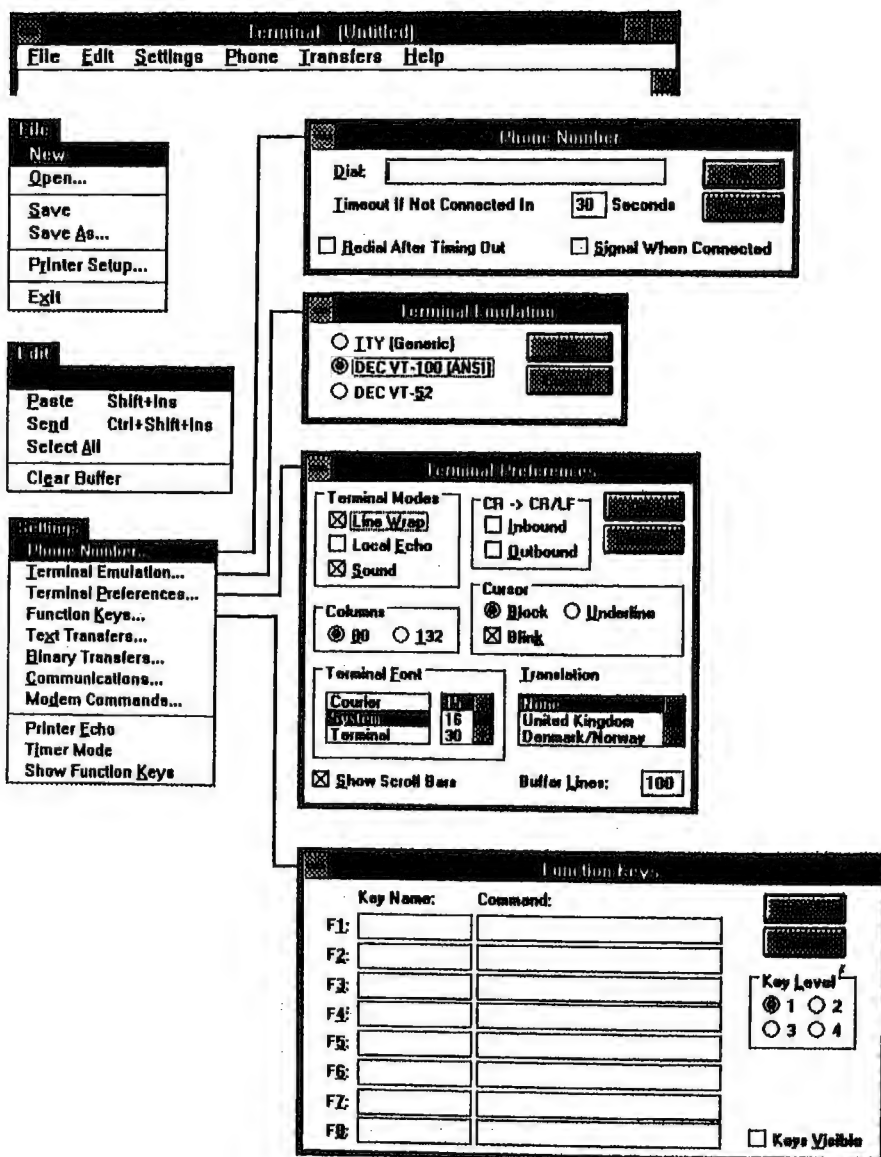 Terminal - (Untitled)
File Edit Settings Phone Transfers Help
File
New
Open...
Save
Save As...
Printer Setup...
Exit
Edit
Paste Shift+Ins
Send Ctrl+Shift+Ins
Select All
Clear Buffer
Settings
Phone Number...
Terminal Emulation...
Terminal Preferences...
Function Keys...
Text Transfers...
Binary Transfers...
Communications...
Modem Commands...
Printer Echo
Timer Mode
Show Function Keys
Phone Number
Dial:
Timeout If Not Connected In 30 Seconds
Redial After Timing Out Signal When Connected
Terminal Emulation
TTY (Generic)
DEC VT-100 (ANSI)
DEC VT-52
Terminal Preferences
Terminal Modes
Line Wrap
Local Echo
Sound
CR -> CR/LF
Inbound
Outbound
Columns
80 132
Cursor
Block Underline
Blink
Terminal Font
Courier
System 16
Terminal 30
Translation
None
United Kingdom
Denmark/Norway
Show Scroll Bars Buffer Lines: 100
Function Keys
Key Name: Command:
F1:
F2:
F3:
F4:
F5:
F6:
F7:
F8:
Key Level
1 2
3 4
Keys Visible